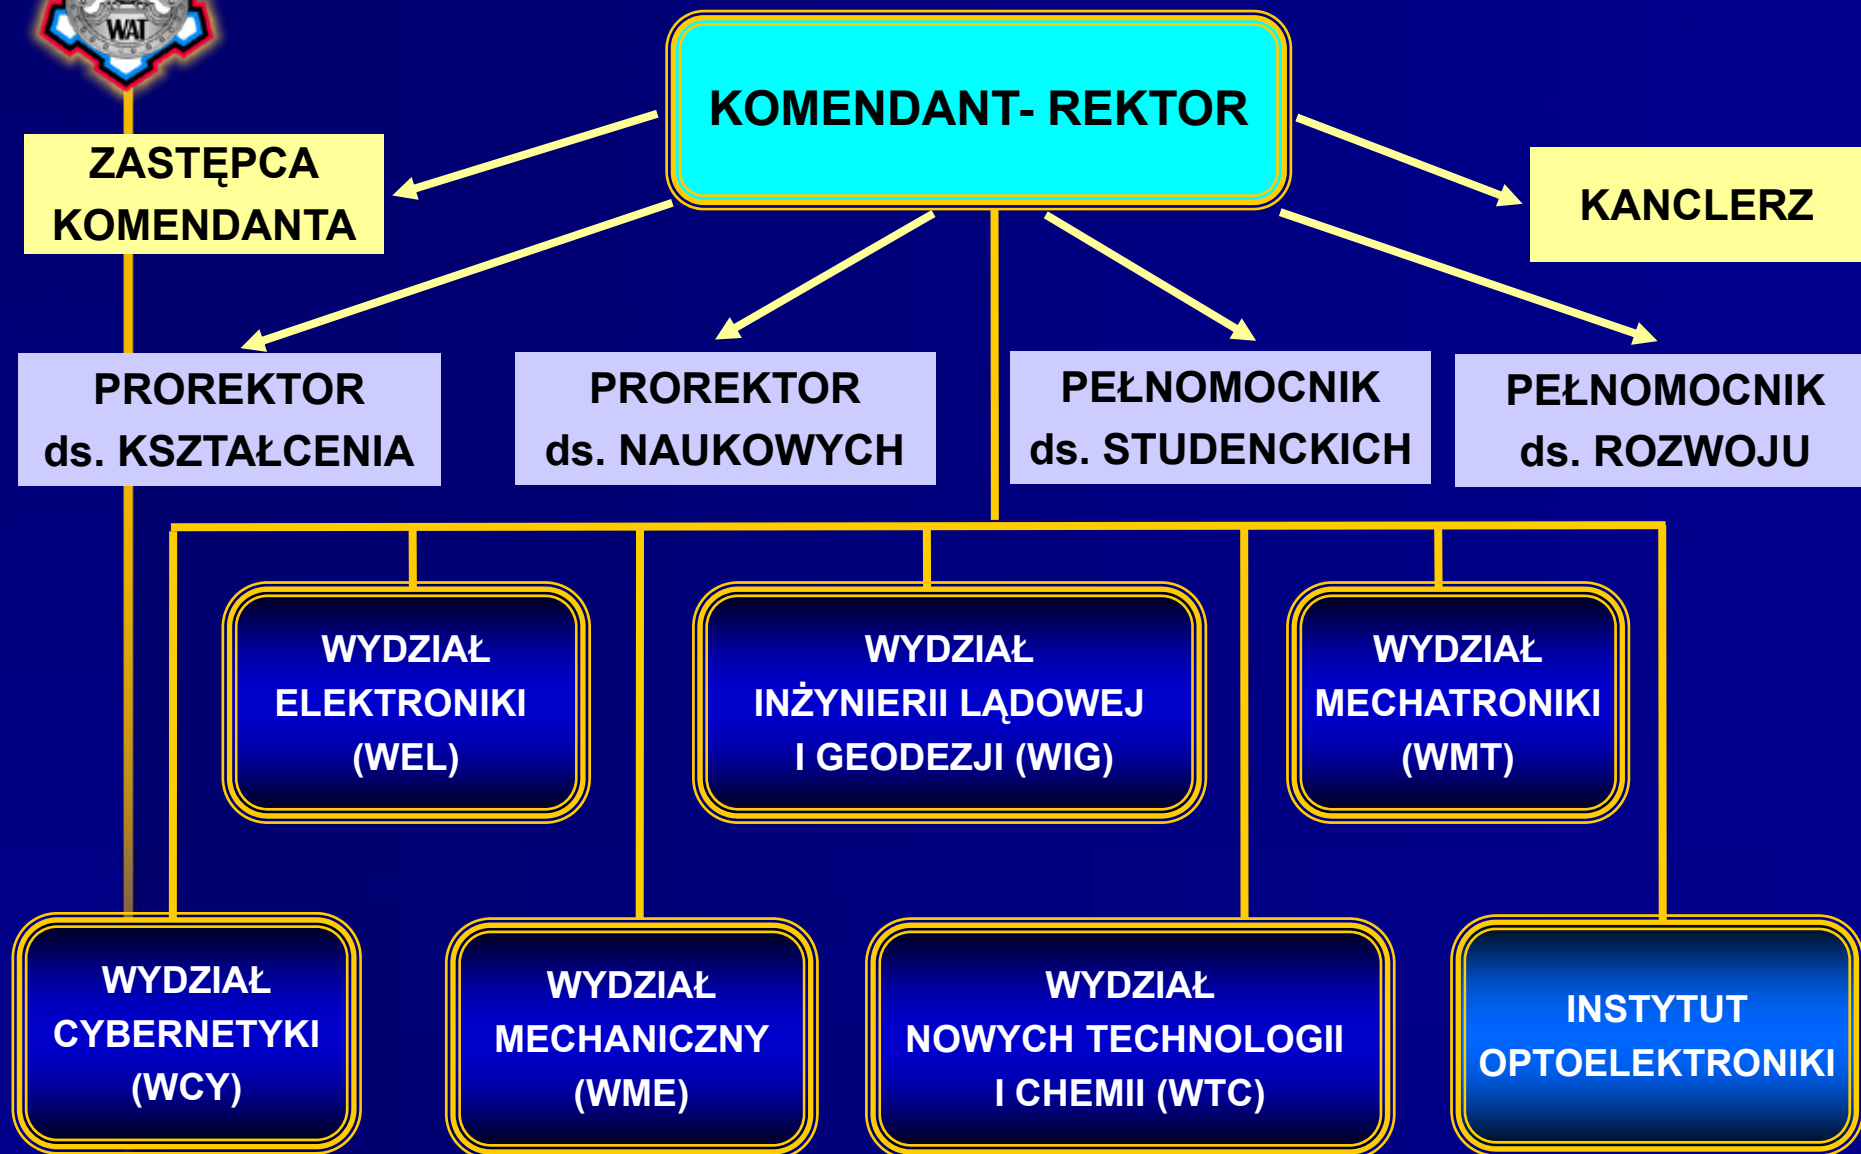 WAT
KOMENDANT- REKTOR
ZASTĘPCA
KOMENDANTA
KANCLERZ
PROREKTOR
ds. KSZTAŁCENIA
PROREKTOR
ds. NAUKOWYCH
PEŁNOMOCNIK
ds. STUDENCKICH
PEŁNOMOCNIK
ds. ROZWOJU
WYDZIAŁ
ELEKTRONIKI
(WEL)
WYDZIAŁ
INŻYNIERII LĄDOWEJ
I GEODEZJI (WIG)
WYDZIAŁ
MECHATRONIKI
(WMT)
WYDZIAŁ
CYBERNETYKI
(WCY)
WYDZIAŁ
MECHANICZNY
(WME)
WYDZIAŁ
NOWYCH TECHNOLOGII
I CHEMII (WTC)
INSTYTUT
OPTOELEKTRONIKI